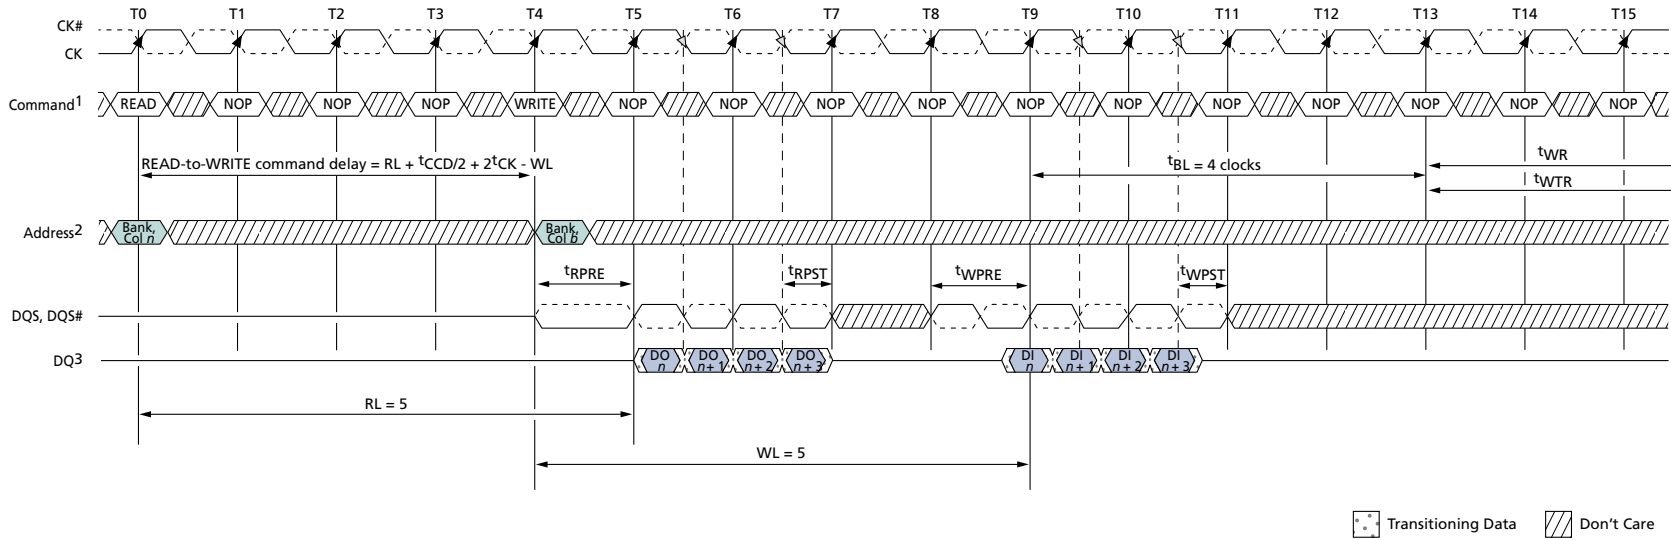 T0 T1 T2 T3 T4 T5 T6 T7 T8 T9 T10 T11 T12 T13 T14 T15
CK#
CK
Command1 READ NOP NOP NOP WRITE NOP NOP NOP NOP NOP NOP NOP NOP NOP NOP NOP
READ-to-WRITE command delay = RL + tCCD/2 + 2tCK - WL
tBL = 4 clocks
tWR
tWTR
Address2
Bank,
Col n
Bank,
Col b
tRPRE tRPST tWPRE tWPST
DQS, DQS#
DQ3
DO
n
DO
n + 1
DO
n + 2
DO
n + 3
DI
n
DI
n + 1
DI
n + 2
DI
n + 3
RL = 5
WL = 5
Transitioning Data Don't Care